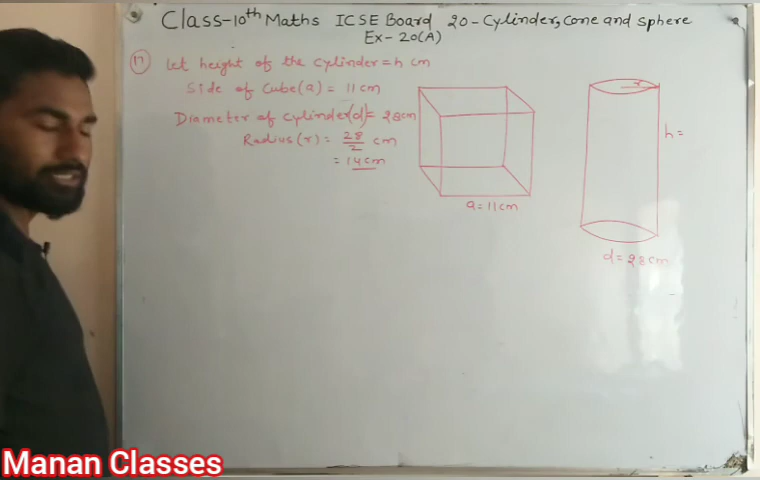 Class-10th Maths ICSE Board 20-Cylinder, Cone and Sphere
Ex-20(A)
17 Let height of the cylinder = h cm
Side of Cube(a) = 11 cm
Diameter of cylinder(d) = 28cm
Radius(r) = 28/2 cm
= 14 cm
a = 11 cm
r
h =
d = 28 cm
Manan Classes